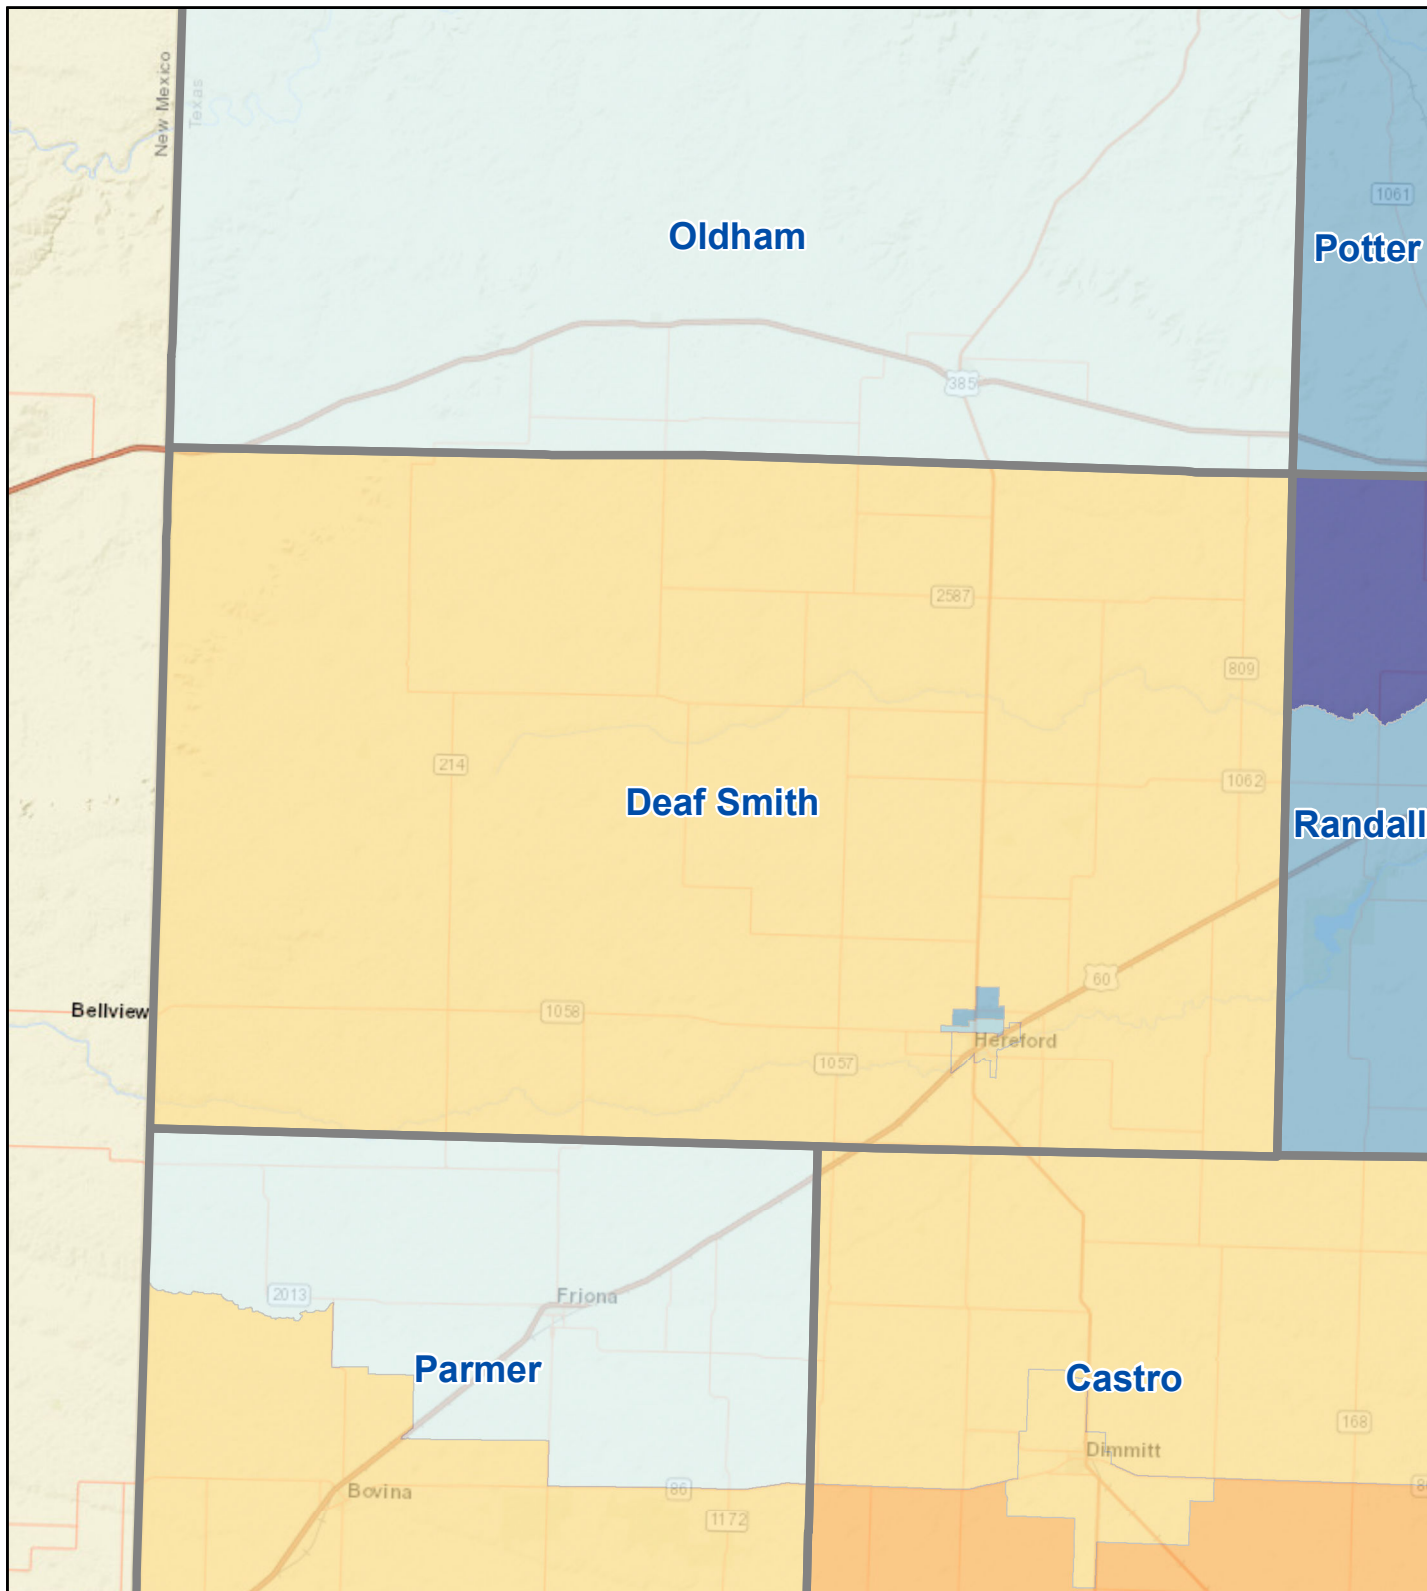 New Mexico
Texas
1061
Oldham
Potter
385
2587
809
214
1062
Deaf Smith
Randall
60
Bellview
1058
Hereford
1057
2013
Friona
Parmer
Castro
168
Dimmitt
Bovina
86
1172